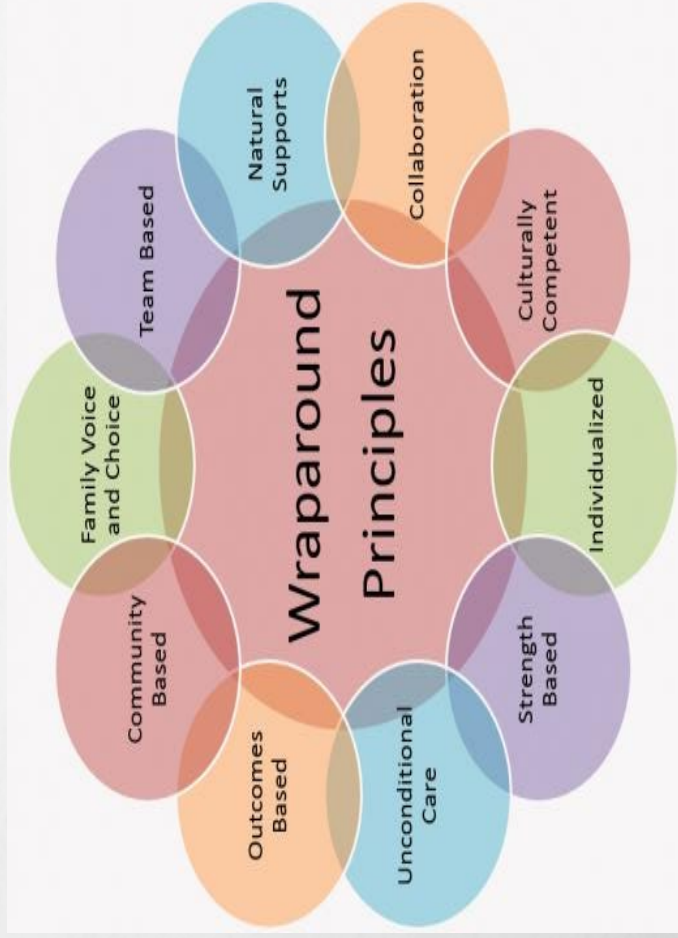 Wraparound
Principles
Family Voice
and Choice
Team Based
Natural
Supports
Collaboration
Culturally
Competent
Individualized
Strength
Based
Unconditional
Care
Outcomes
Based
Community
Based